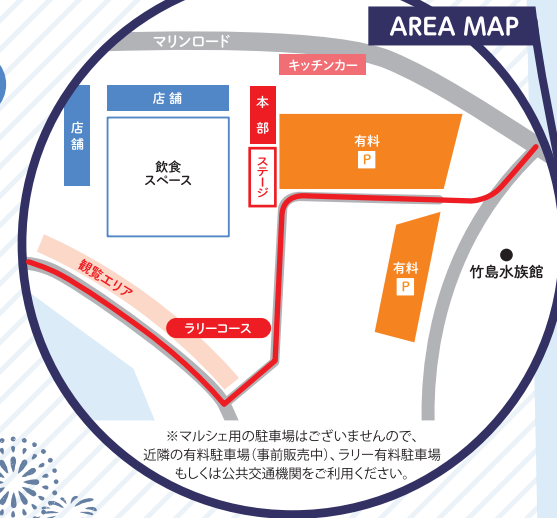 AREA MAP
マリンロード
キッチンカー
店舗
本部
店舗
有料
P
飲食
スペース
ステージ
有料
P
竹島水族館
観覧エリア
ラリーコース
※マルシェ用の駐車場はございませんので、
近隣の有料駐車場(事前販売中)、ラリー有料駐車場
もしくは公共交通機関をご利用ください。